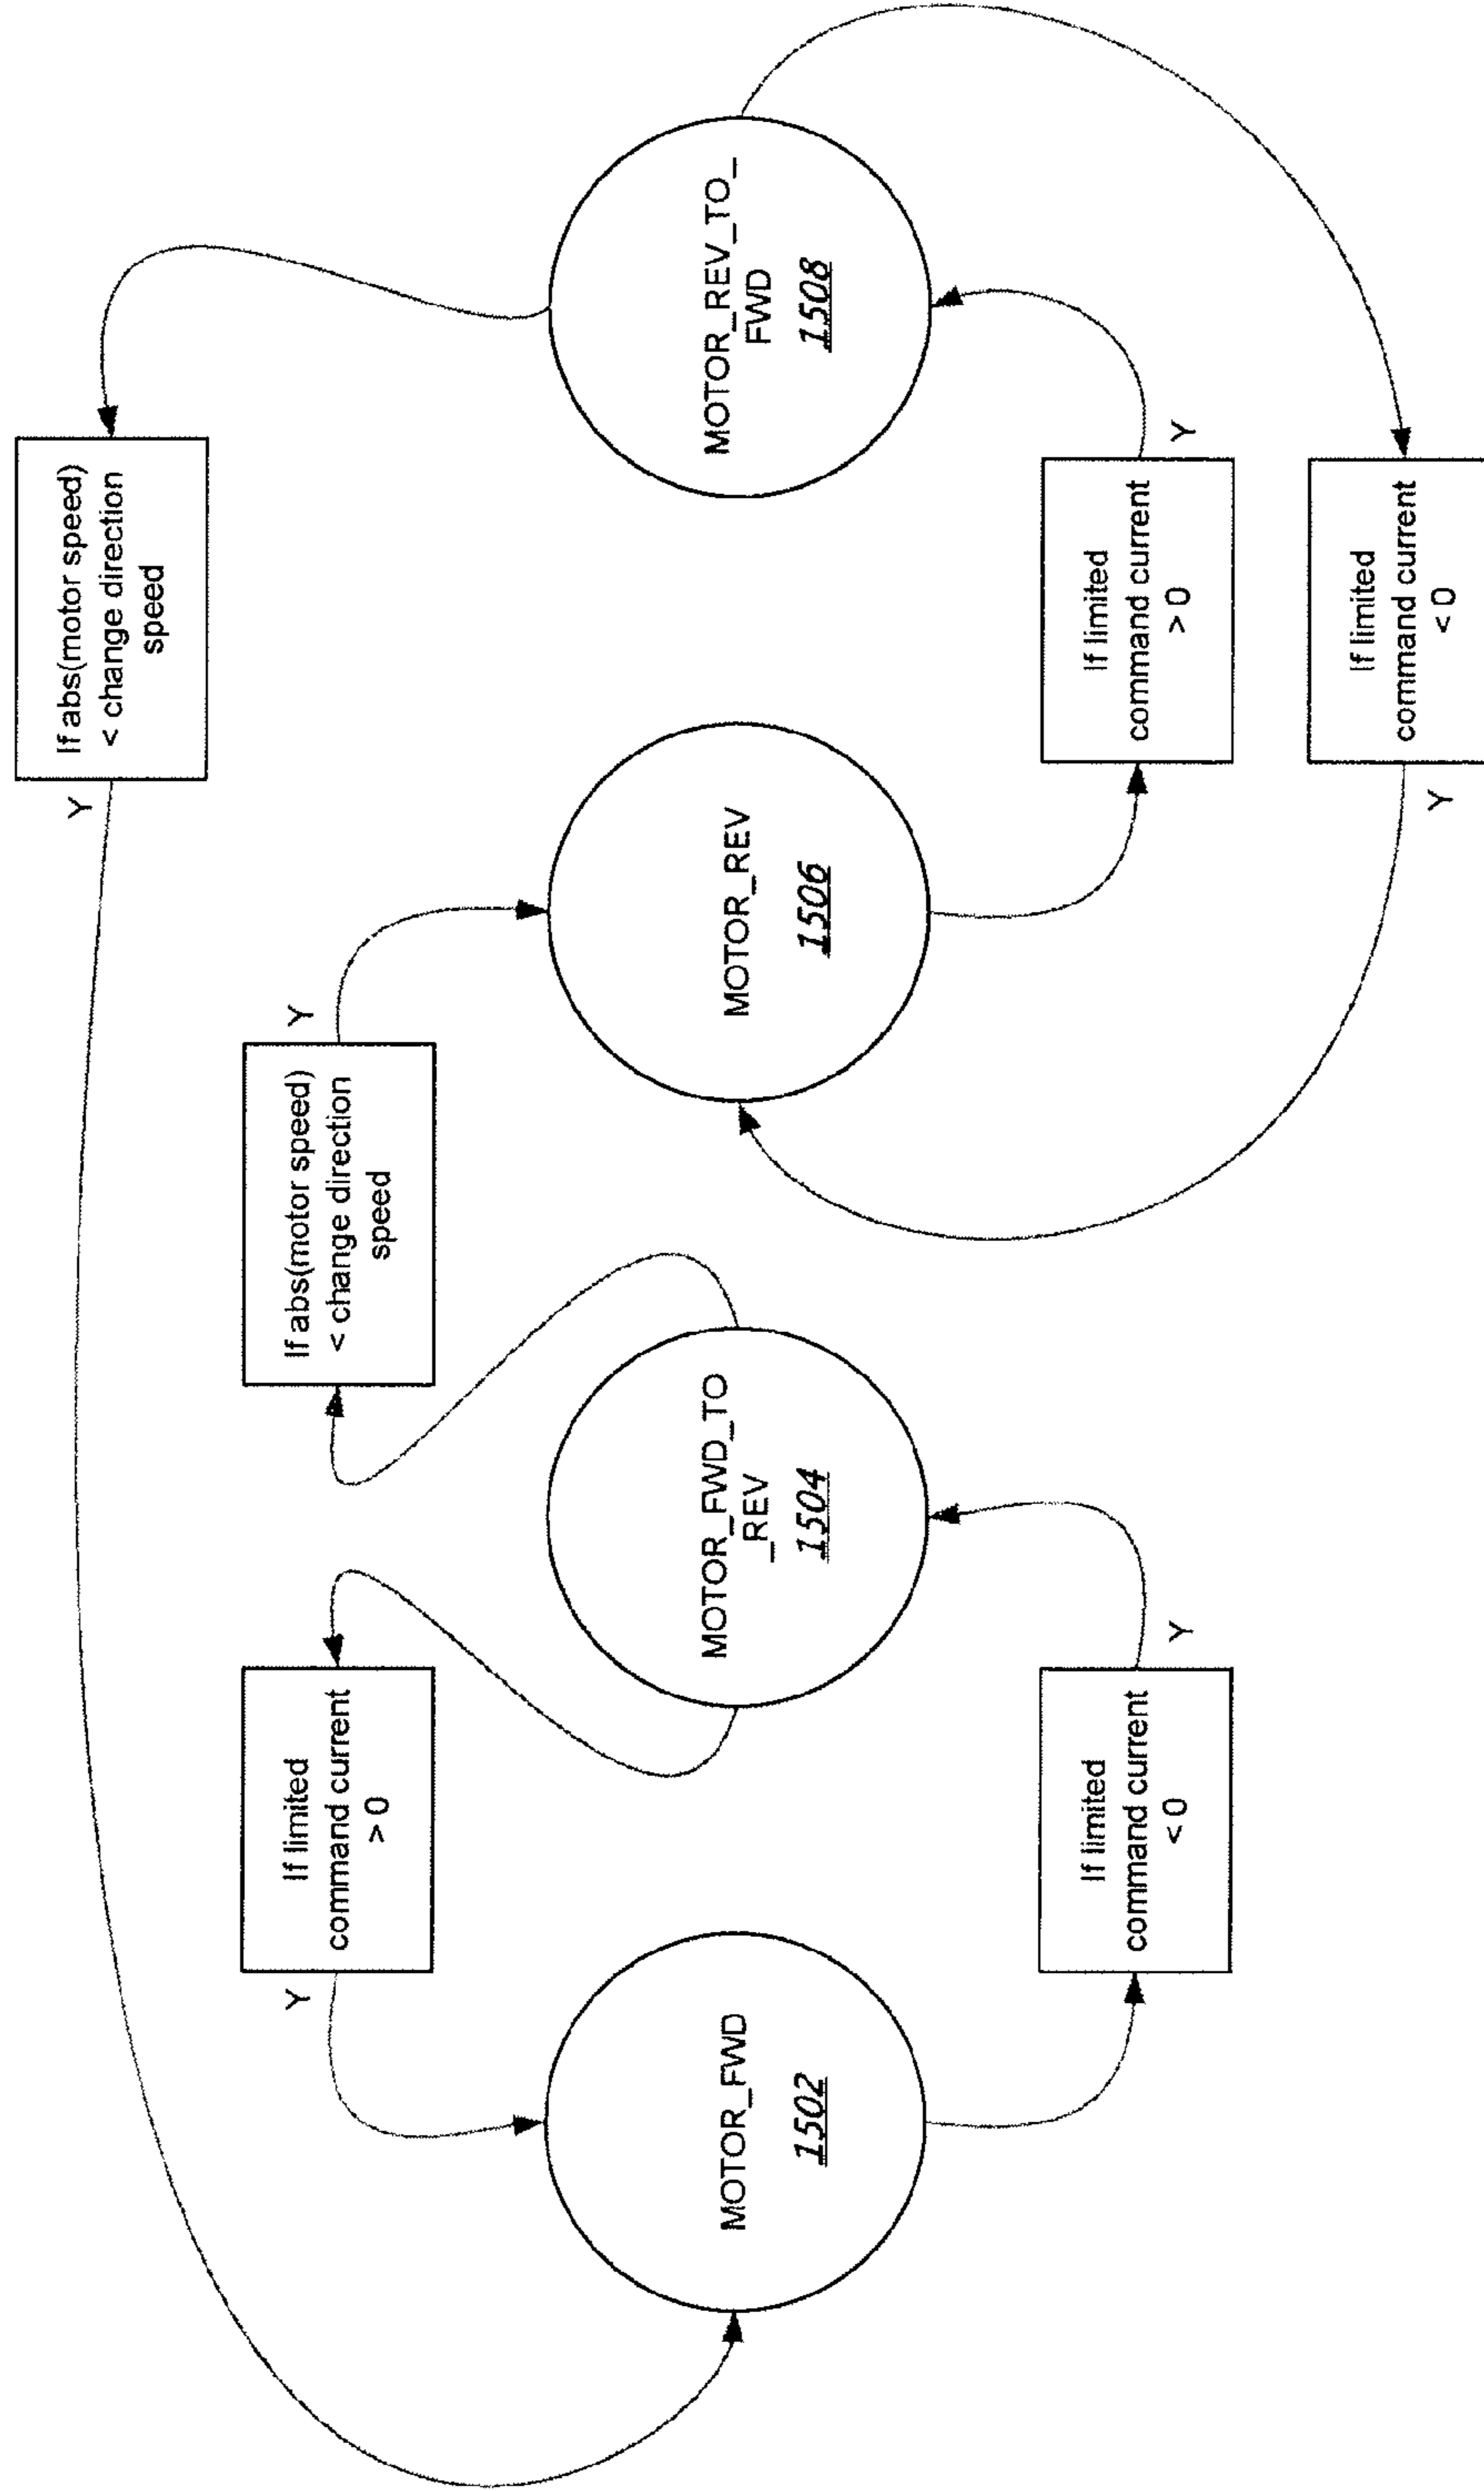 If abs(motor speed)
< change direction
speed
Y
If limited
command current
> 0
Y
If abs(motor speed)
< change direction
speed
Y
MOTOR_FWD
1502
MOTOR_FWD_TO
_REV
1504
MOTOR_REV
1506
MOTOR_REV_TO_
FWD
1508
If limited
command current
< 0
Y
If limited
command current
> 0
Y
If limited
command current
< 0
Y